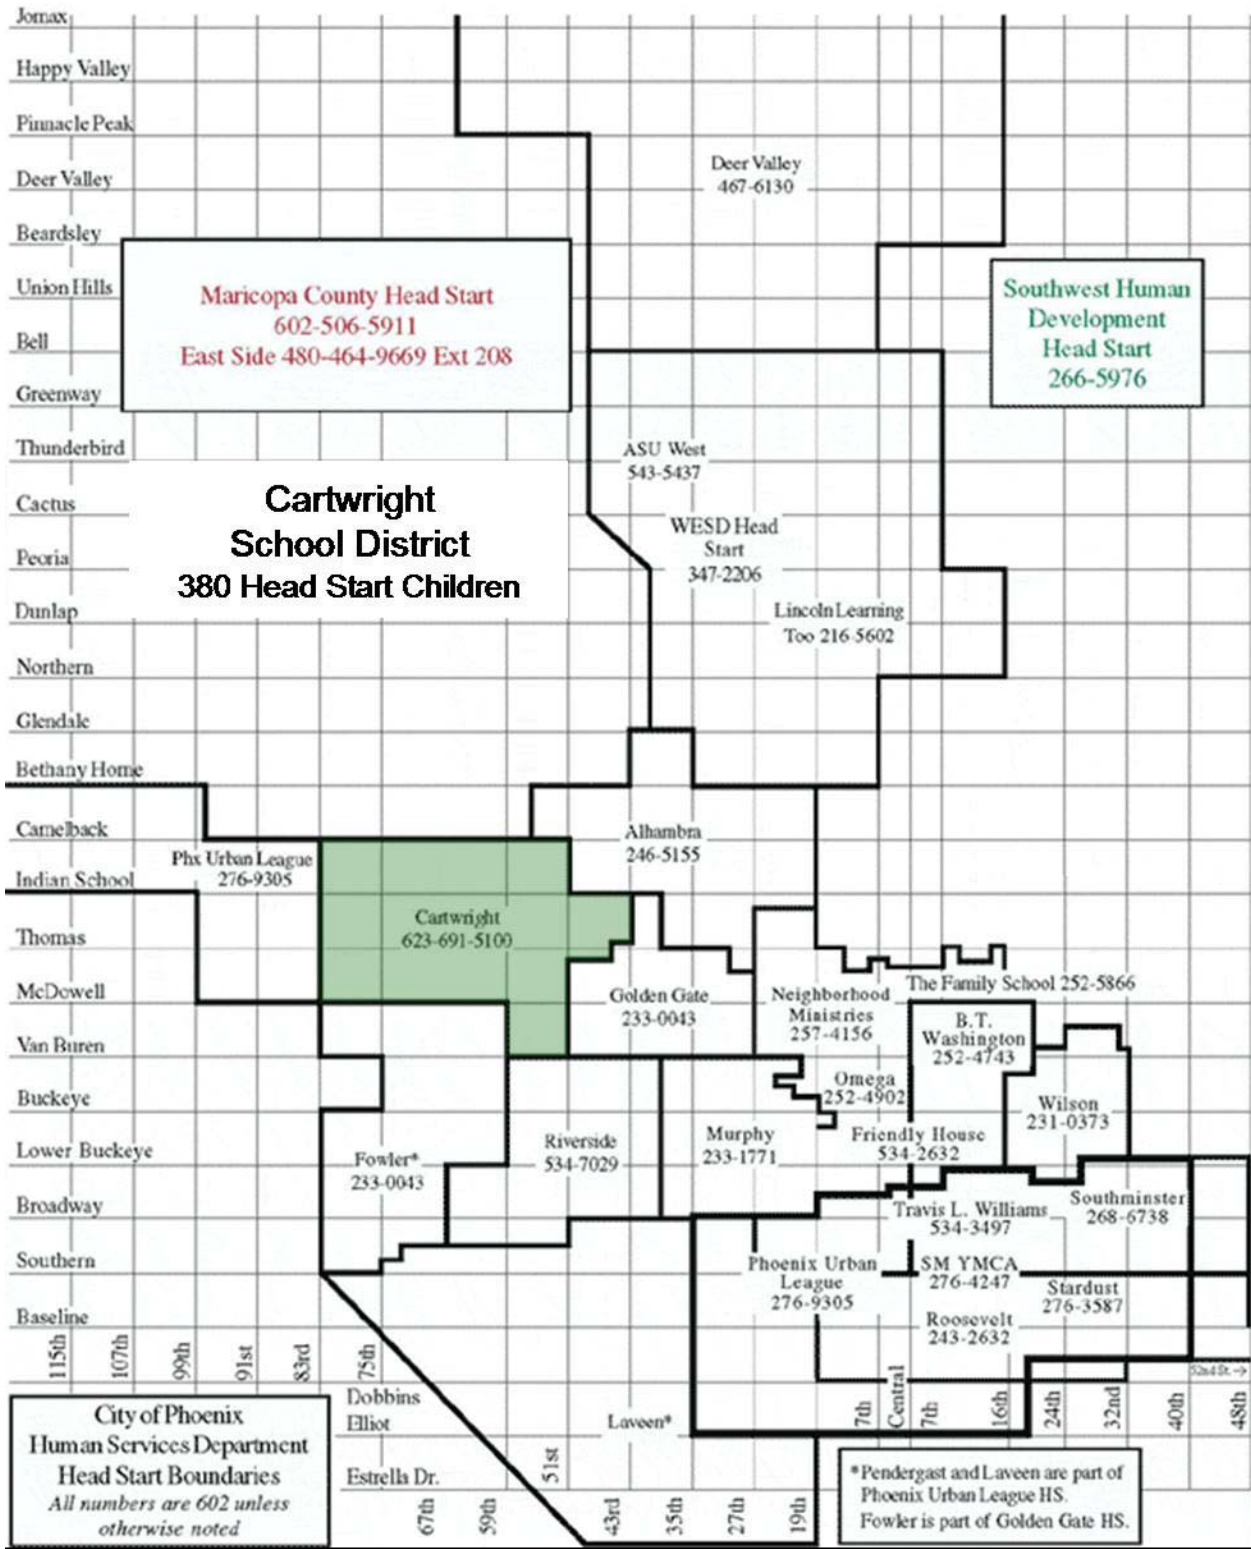 Jomax
Happy Valley
Pinnacle Peak
Deer Valley
467-6130
Deer Valley
Beardsley
Union Hills
Bell
Maricopa County Head Start
602-506-5911
East Side 480-464-9669 Ext 208
Southwest Human
Development
Head Start
266-5976
Greenway
Thunderbird
ASU West
543-5437
Cartwright
School District
380 Head Start Children
Cactus
WESD Head
Start
347-2206
Peoria
Dunlap
Lincoln Learning
Too 216-5602
Northern
Glendale
Bethany Home
Camelback
Alhambra
246-5155
Phx Urban League
276-9305
Indian School
Cartwright
623-691-5100
Thomas
McDowell
Golden Gate
233-0043
Neighborhood
Ministries
257-4156
The Family School 252-5866
B.T.
Washington
252-4743
Van Buren
Omega
252-4902
Buckeye
Wilson
231-0373
Lower Buckeye
Fowler*
233-0043
Riverside
534-7029
Murphy
233-1771
Friendly House
534-2632
Broadway
Travis L. Williams
534-3497
Southminster
268-6738
Southern
Phoenix Urban
League
276-9305
SM YMCA
276-4247
Stardust
276-3587
Baseline
Roosevelt
243-2632
115th
107th
99th
91st
83rd
75th
52nd St. →
Dobbins
Elliot
Laveen*
7th
Central
7th
16th
24th
32nd
40th
48th
Estrella Dr.
67th
59th
51st
43rd
35th
27th
19th
City of Phoenix
Human Services Department
Head Start Boundaries
All numbers are 602 unless
otherwise noted
*Pendergast and Laveen are part of
Phoenix Urban League HS.
Fowler is part of Golden Gate HS.